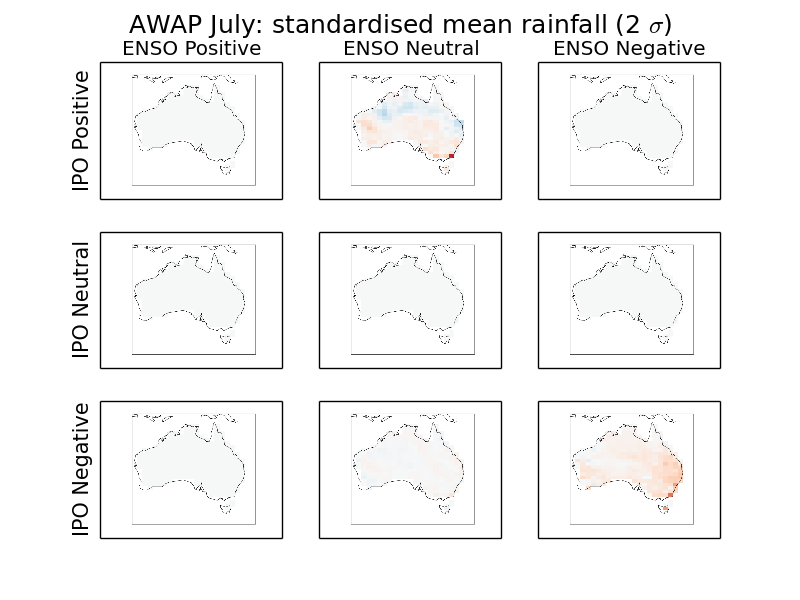 AWAP July: standardised mean rainfall (2 σ)
ENSO Positive ENSO Neutral ENSO Negative
IPO Positive
IPO Neutral
IPO Negative